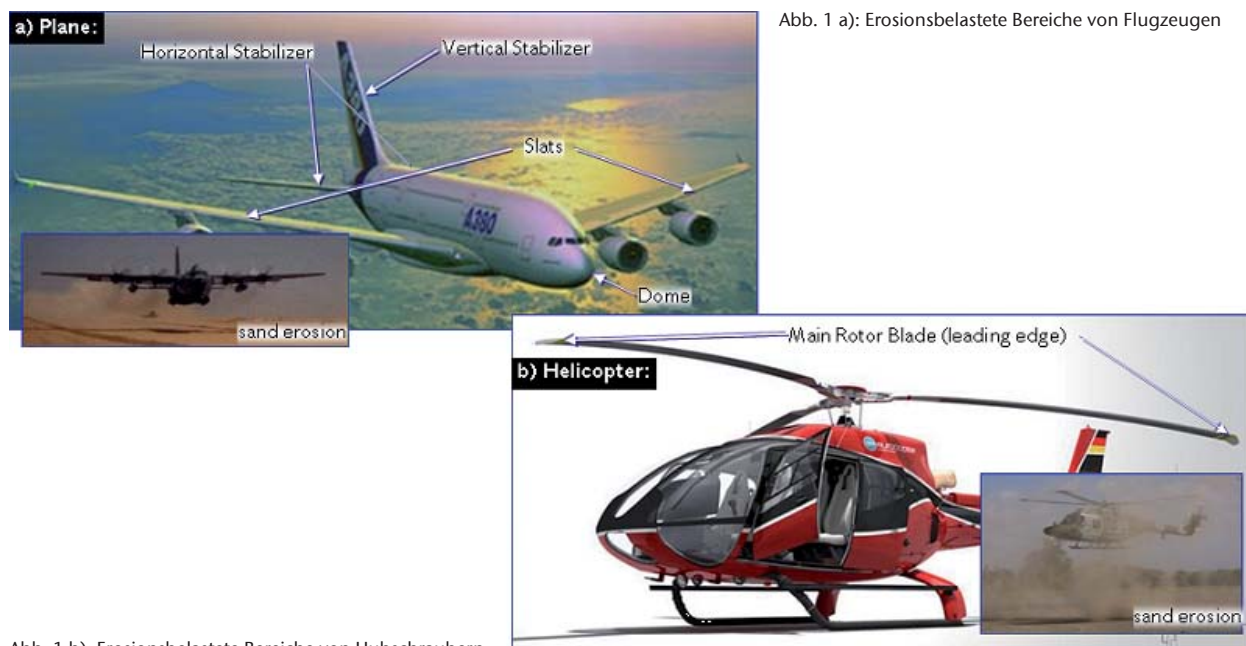 a) Plane:
Abb. 1 a): Erosionsbelastete Bereiche von Flugzeugen
Horizontal Stabilizer
Vertical Stabilizer
Slats
A380
Dome
sand erosion
Main Rotor Blade (leading edge)
b) Helicopter:
sand erosion
Abb. 1 b): Erosionsbelastete Bereiche von Hubschraubern